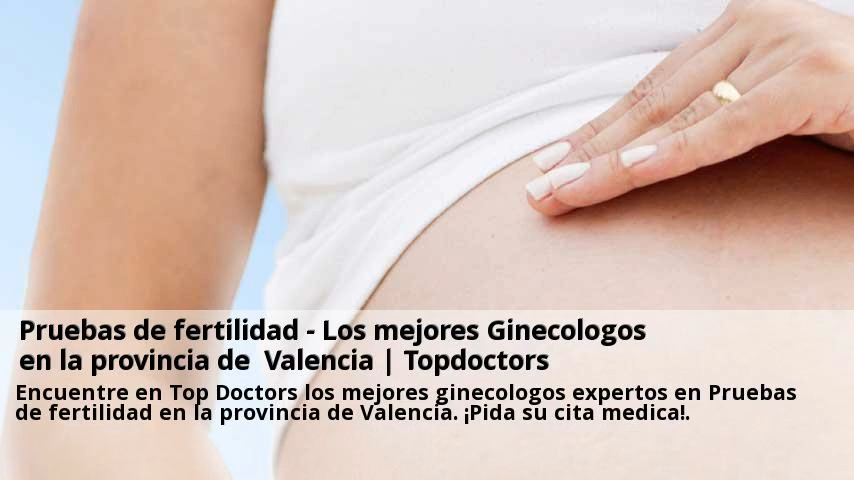 Pruebas de fertilidad - Los mejores Ginecologos
en la provincia de  Valencia | Topdoctors
Encuentre en Top Doctors los mejores ginecologos expertos en Pruebas
de fertilidad en la provincia de Valencia. ¡Pida su cita medica!.